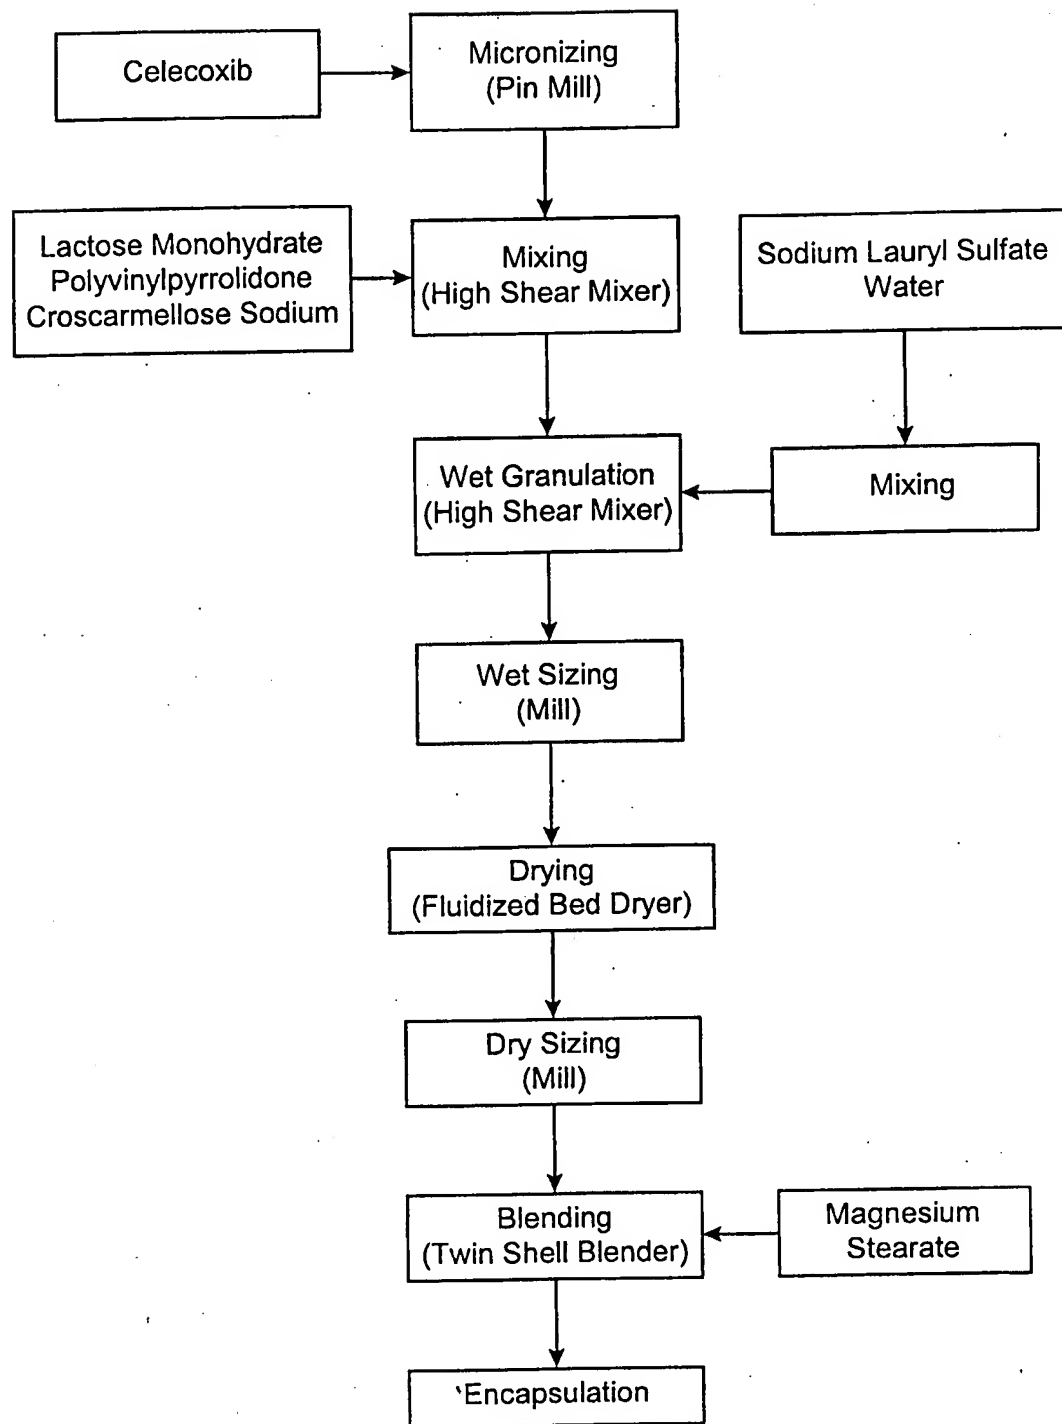 Celecoxib
Micronizing
(Pin Mill)
Lactose Monohydrate
Polyvinylpyrrolidone
Croscarmellose Sodium
Mixing
(High Shear Mixer)
Sodium Lauryl Sulfate
Water
Wet Granulation
(High Shear Mixer)
Mixing
Wet Sizing
(Mill)
Drying
(Fluidized Bed Dryer)
Dry Sizing
(Mill)
Blending
(Twin Shell Blender)
Magnesium
Stearate
Encapsulation